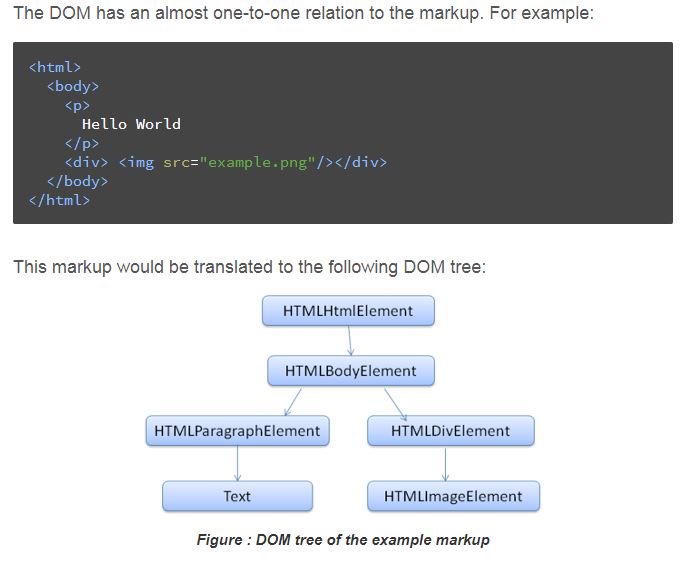 The DOM has an almost one-to-one relation to the markup. For example:
<html>
  <body>
    <p>
      Hello World
    </p>
    <div> <img src="example.png"/></div>
  </body>
</html>
This markup would be translated to the following DOM tree:
HTMLHtmlElement
HTMLBodyElement
HTMLParagraphElement HTMLDivElement
Text HTMLImageElement
Figure : DOM tree of the example markup